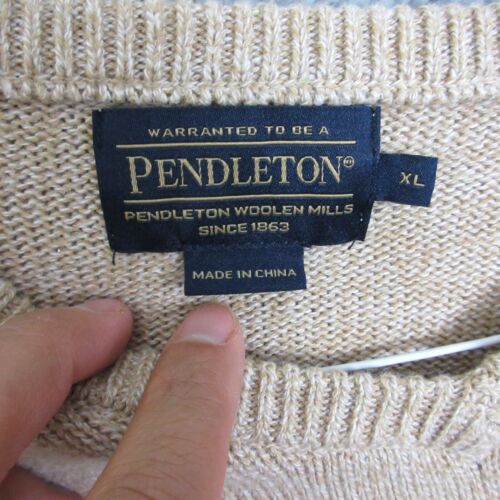 WARRANTED TO BE A
PENDLETON®
PENDLETON WOOLEN MILLS
SINCE 1863
XL
MADE IN CHINA